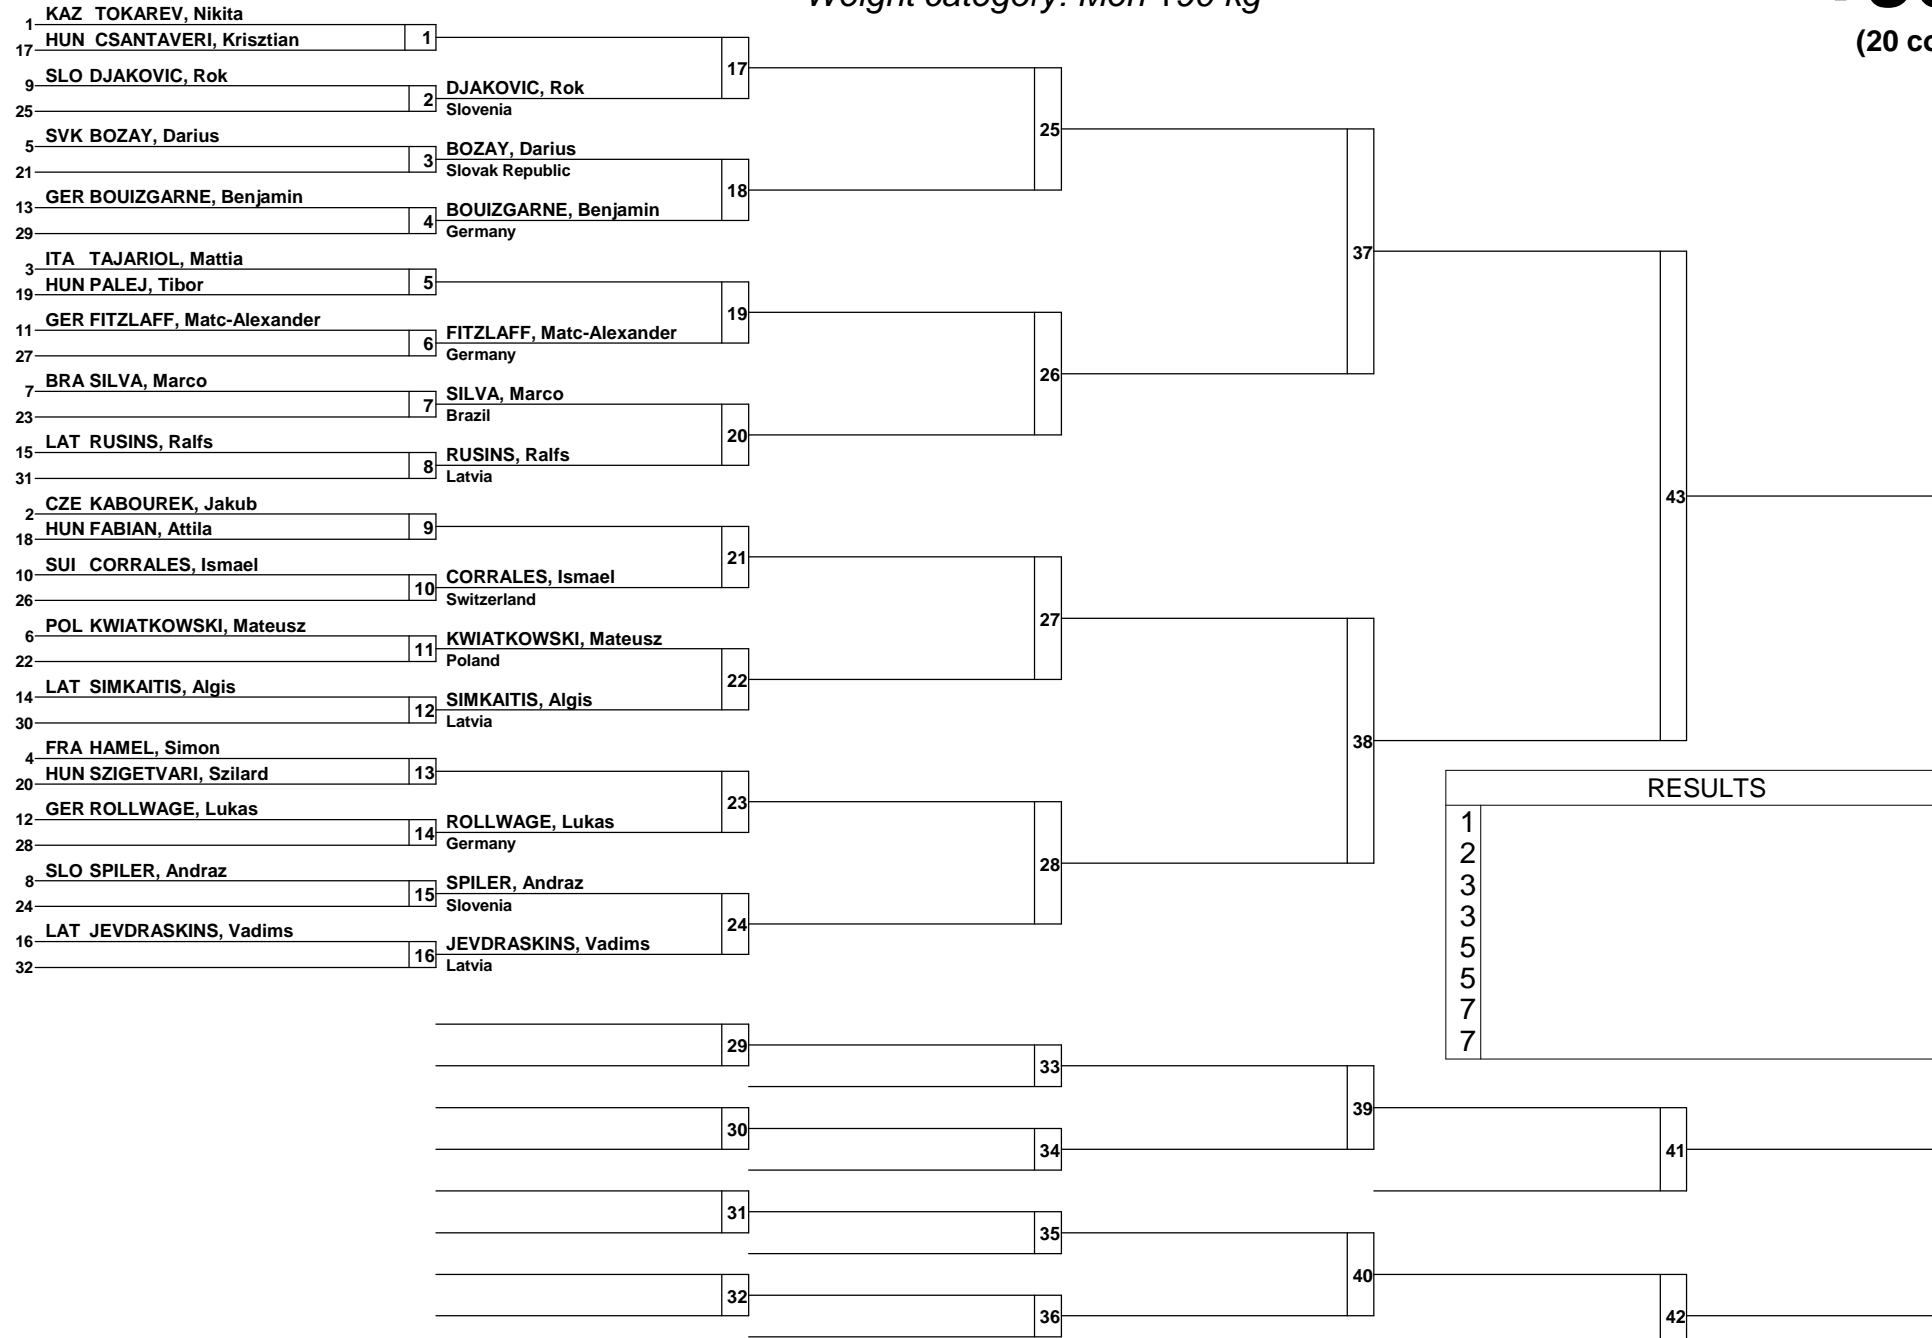 (20
1 KAZ TOKAREV, Nikita
17 HUN CSANTAVERI, Krisztian 1
9 SLO DJAKOVIC, Rok
25 2 DJAKOVIC, Rok
Slovenia
17
5 SVK BOZAY, Darius
21 3 BOZAY, Darius
Slovak Republic
25
13 GER BOUIZGARNE, Benjamin
29 4 BOUIZGARNE, Benjamin
Germany
18
3 ITA TAJARIOL, Mattia
19 HUN PALEJ, Tibor 5
37
11 GER FITZLAFF, Matc-Alexander
27 6 FITZLAFF, Matc-Alexander
Germany
19
7 BRA SILVA, Marco
23 7 SILVA, Marco
Brazil
26
15 LAT RUSINS, Ralfs
31 8 RUSINS, Ralfs
Latvia
20
2 CZE KABOUREK, Jakub
18 HUN FABIAN, Attila 9
43
10 SUI CORRALES, Ismael
26 10 CORRALES, Ismael
Switzerland
21
6 POL KWIATKOWSKI, Mateusz
22 11 KWIATKOWSKI, Mateusz
Poland
27
14 LAT SIMKAITIS, Algis
30 12 SIMKAITIS, Algis
Latvia
22
4 FRA HAMEL, Simon
20 HUN SZIGETVARI, Szilard 13
38
12 GER ROLLWAGE, Lukas
28 14 ROLLWAGE, Lukas
Germany
23
8 SLO SPILER, Andraz
24 15 SPILER, Andraz
Slovenia
28
16 LAT JEVDRASKINS, Vadims
32 16 JEVDRASKINS, Vadims
Latvia
24
RESULTS
1
2
3
3
5
5
7
7
29
33
39
30
34
41
31
35
40
32
36
42